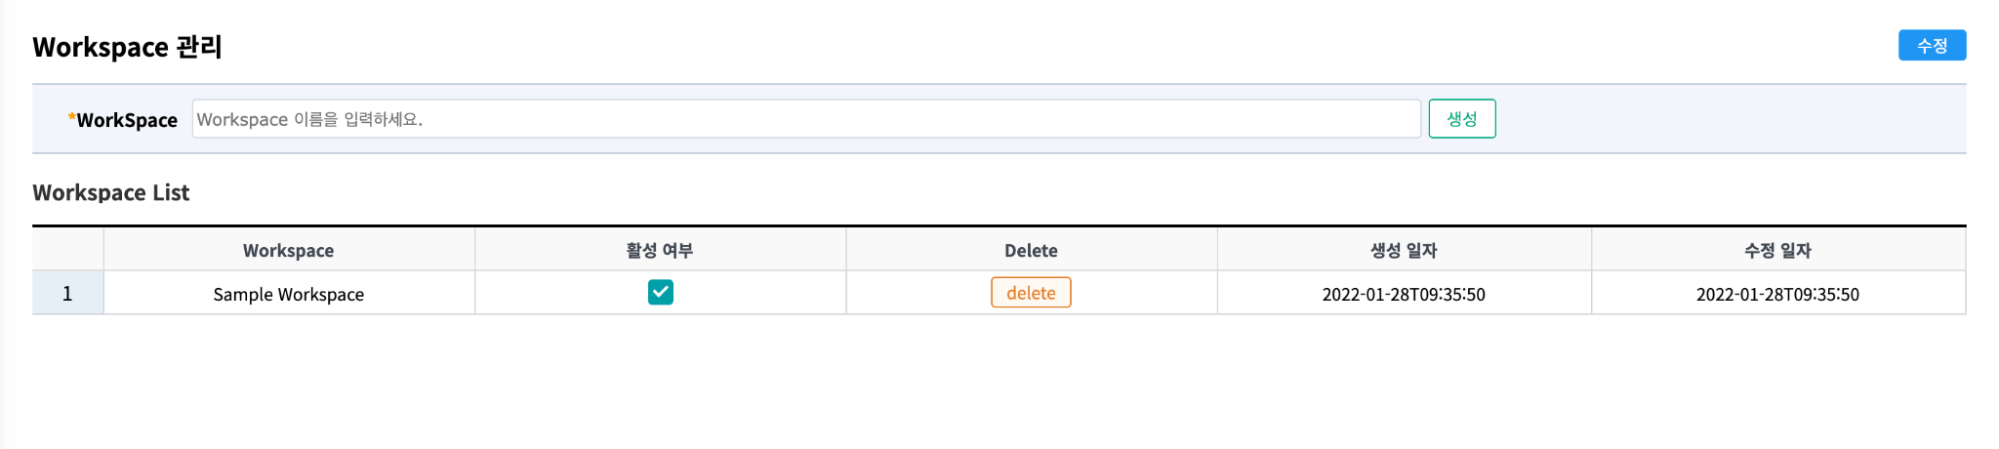 Workspace 관리
수정
*WorkSpace Workspace 이름을 입력하세요. 생성
Workspace List
Workspace 활성 여부 Delete 생성 일자 수정 일자
1 Sample Workspace delete 2022-01-28T09:35:50 2022-01-28T09:35:50